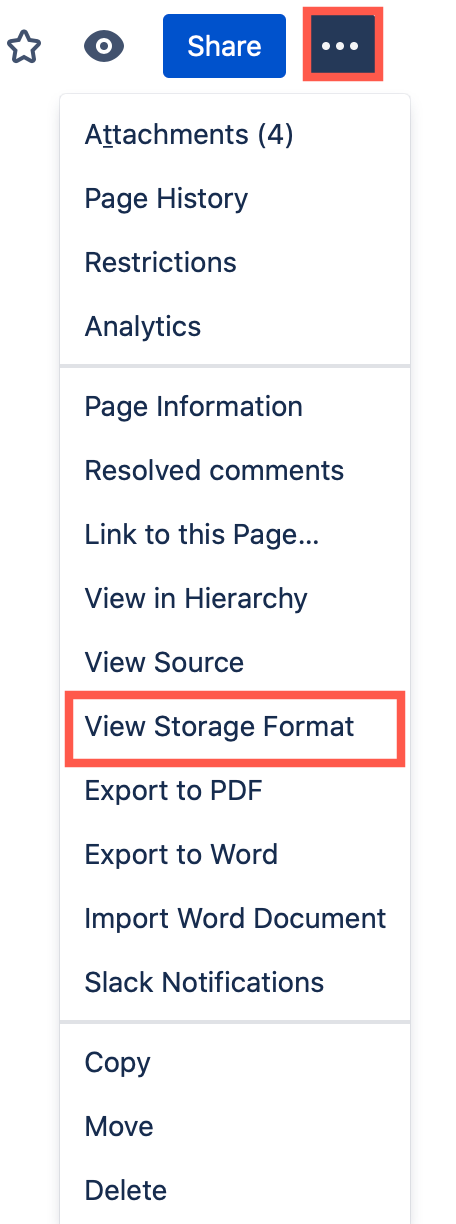 Share
Attachments (4)
Page History
Restrictions
Analytics
Page Information
Resolved comments
Link to this Page...
View in Hierarchy
View Source
View Storage Format
Export to PDF
Export to Word
Import Word Document
Slack Notifications
Copy
Move
Delete